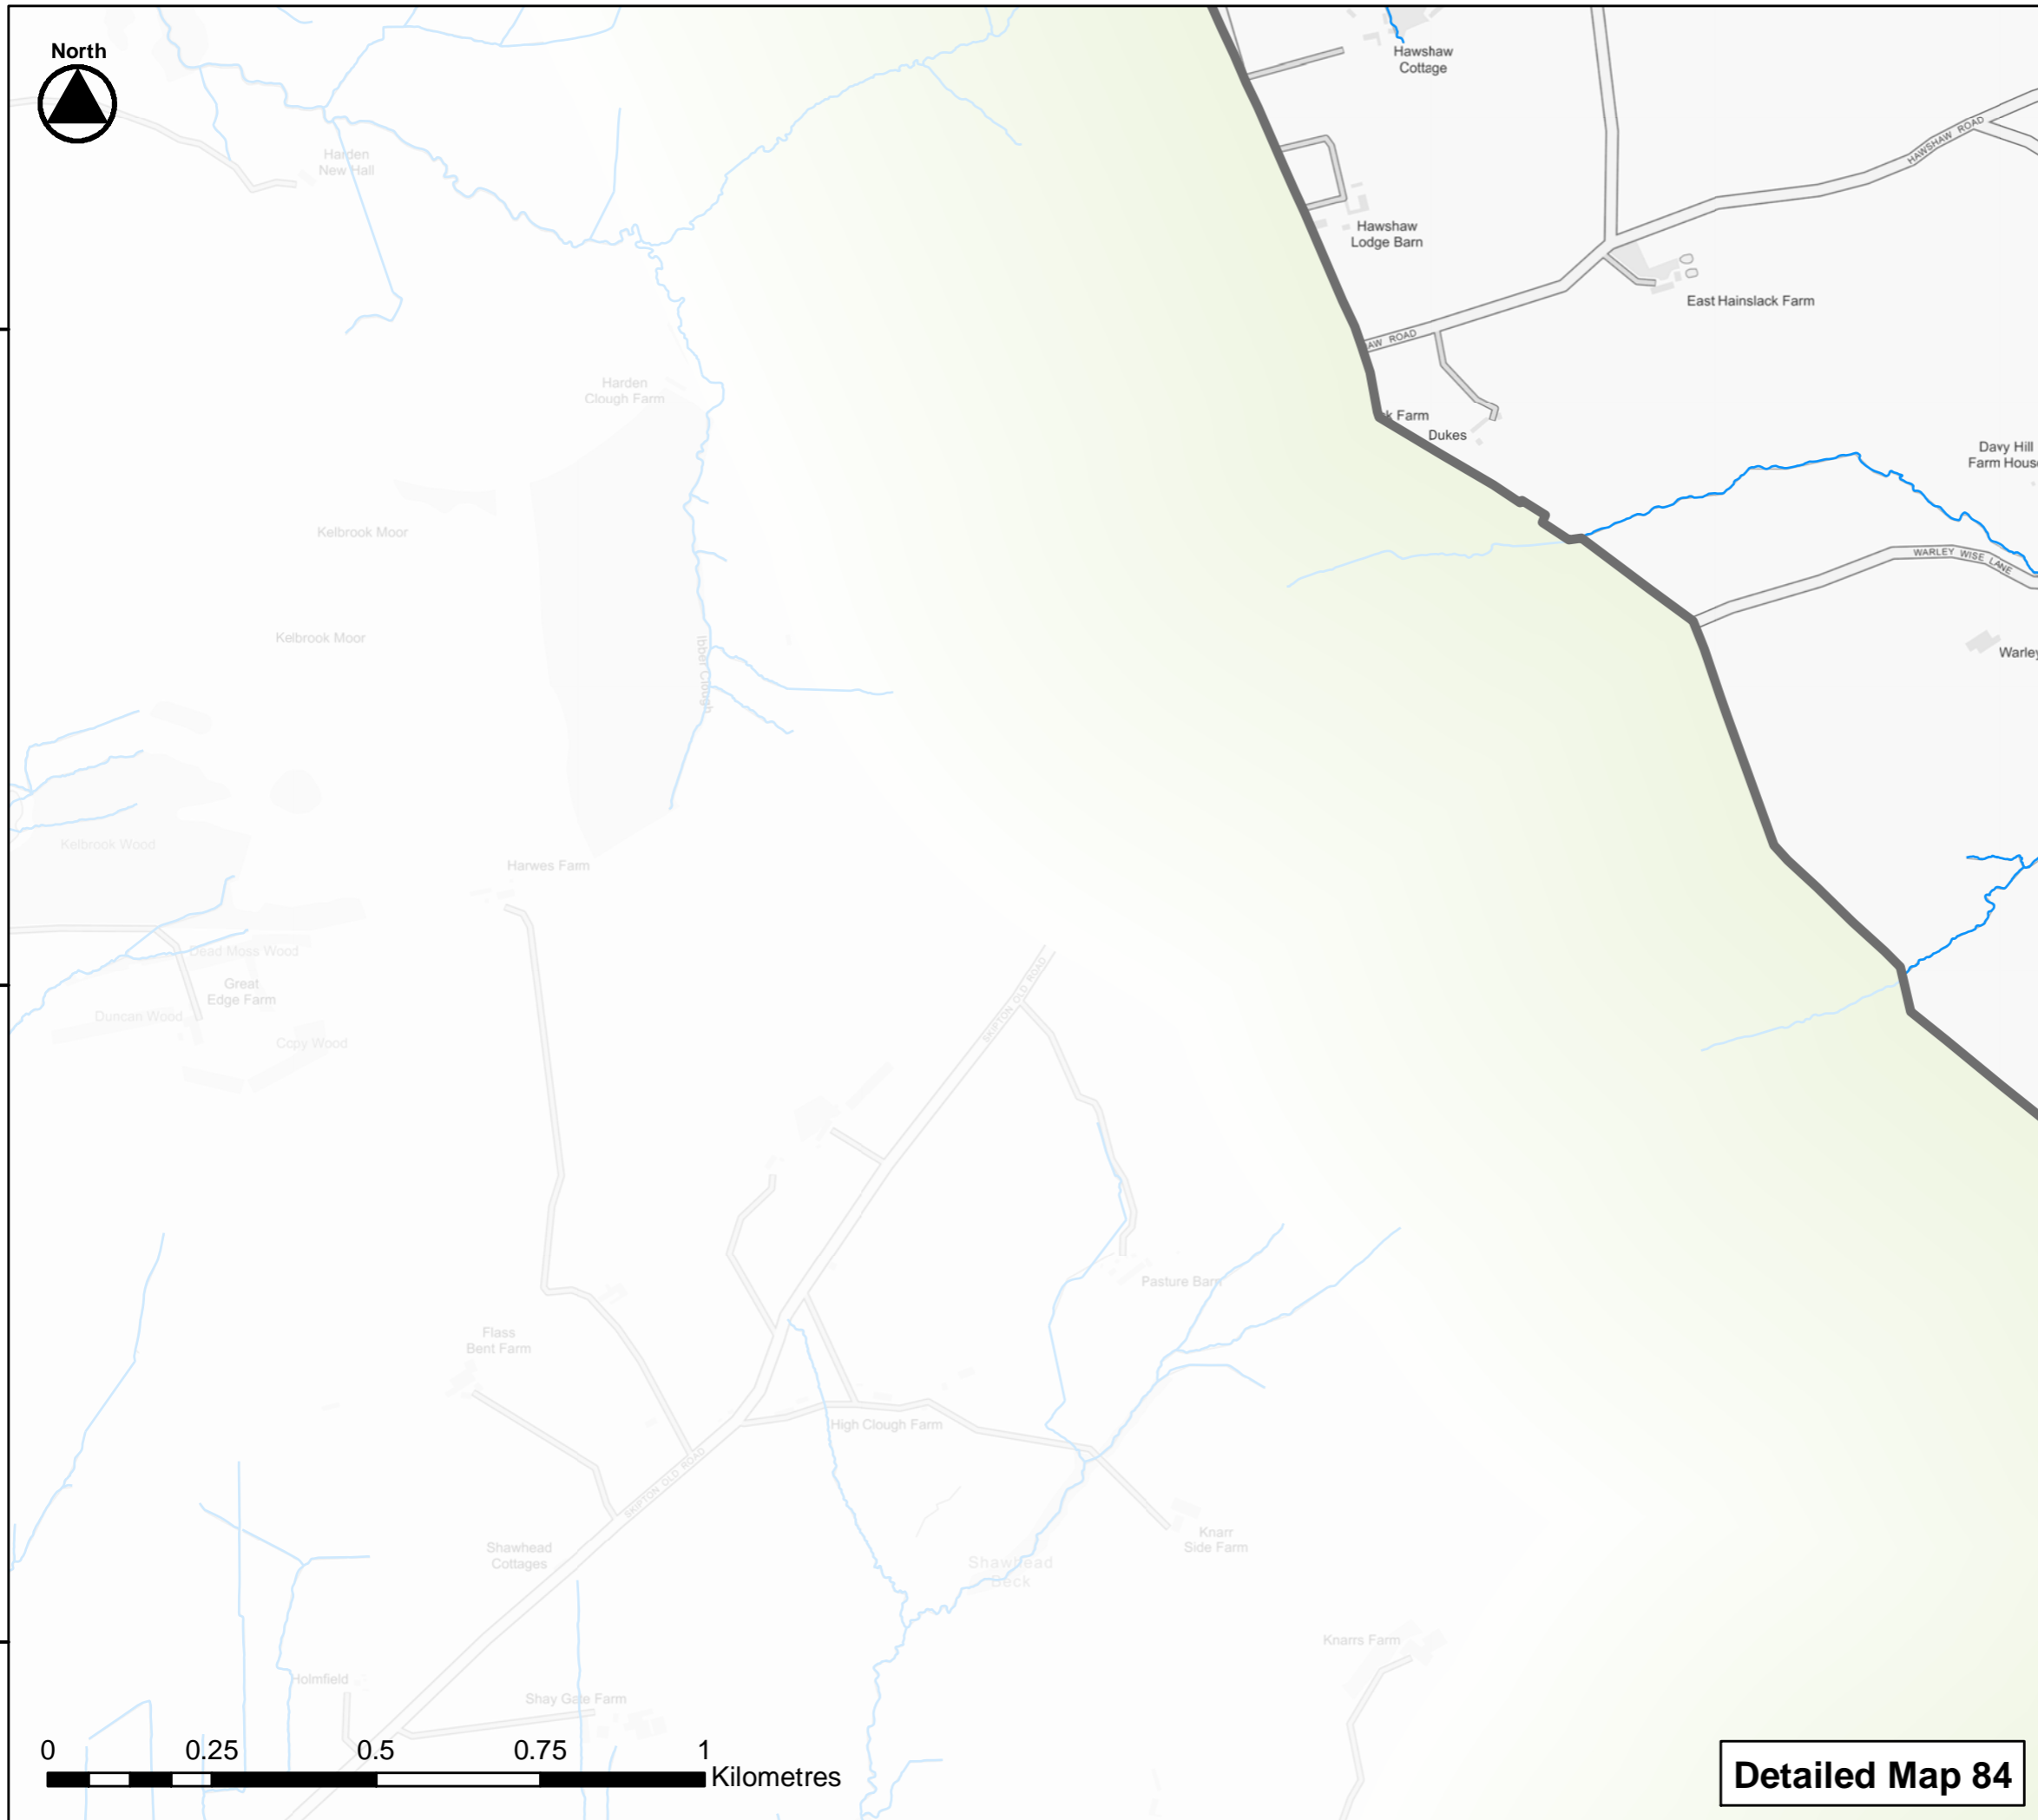 North
Hawshaw
Cottage
HAWSHAW ROAD
Harden
New Hall
Hawshaw
Lodge Barn
East Hainslack Farm
AW ROAD
Harden
Clough Farm
k Farm
Dukes
Davy Hill
Farm House
Kelbrook Moor
WARLEY WISE LANE
Kelbrook Moor
Ibber Clough
Warley
Kelbrook Wood
Harwes Farm
Dead Moss Wood
Great
Edge Farm
Duncan Wood
Copy Wood
SKIPTON OLD ROAD
Pasture Barn
Flass
Bent Farm
High Clough Farm
SKIPTON OLD ROAD
Knarr
Side Farm
Shawhead
Cottages
Shawhead
Beck
Knarrs Farm
Holmfield
Shay Gate Farm
0 0.25 0.5 0.75 1
Kilometres
Detailed Map 84